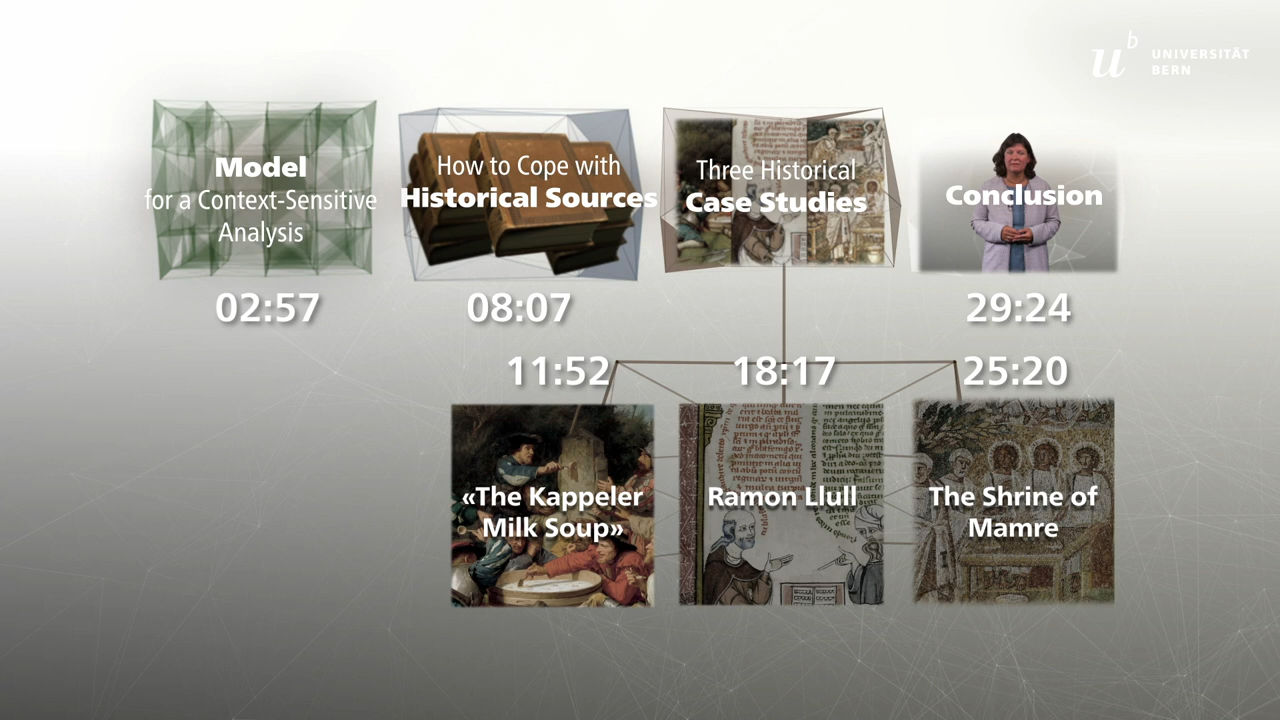 u b
UNIVERSITÄT
BERN
Model
for a Context-Sensitive
Analysis
How to Cope with
Historical Sources
Three Historical
Case Studies
Conclusion
02:57
08:07
29:24
11:52
18:17
25:20
«The Kappeler
Milk Soup»
Ramon Llull
The Shrine of
Mamre